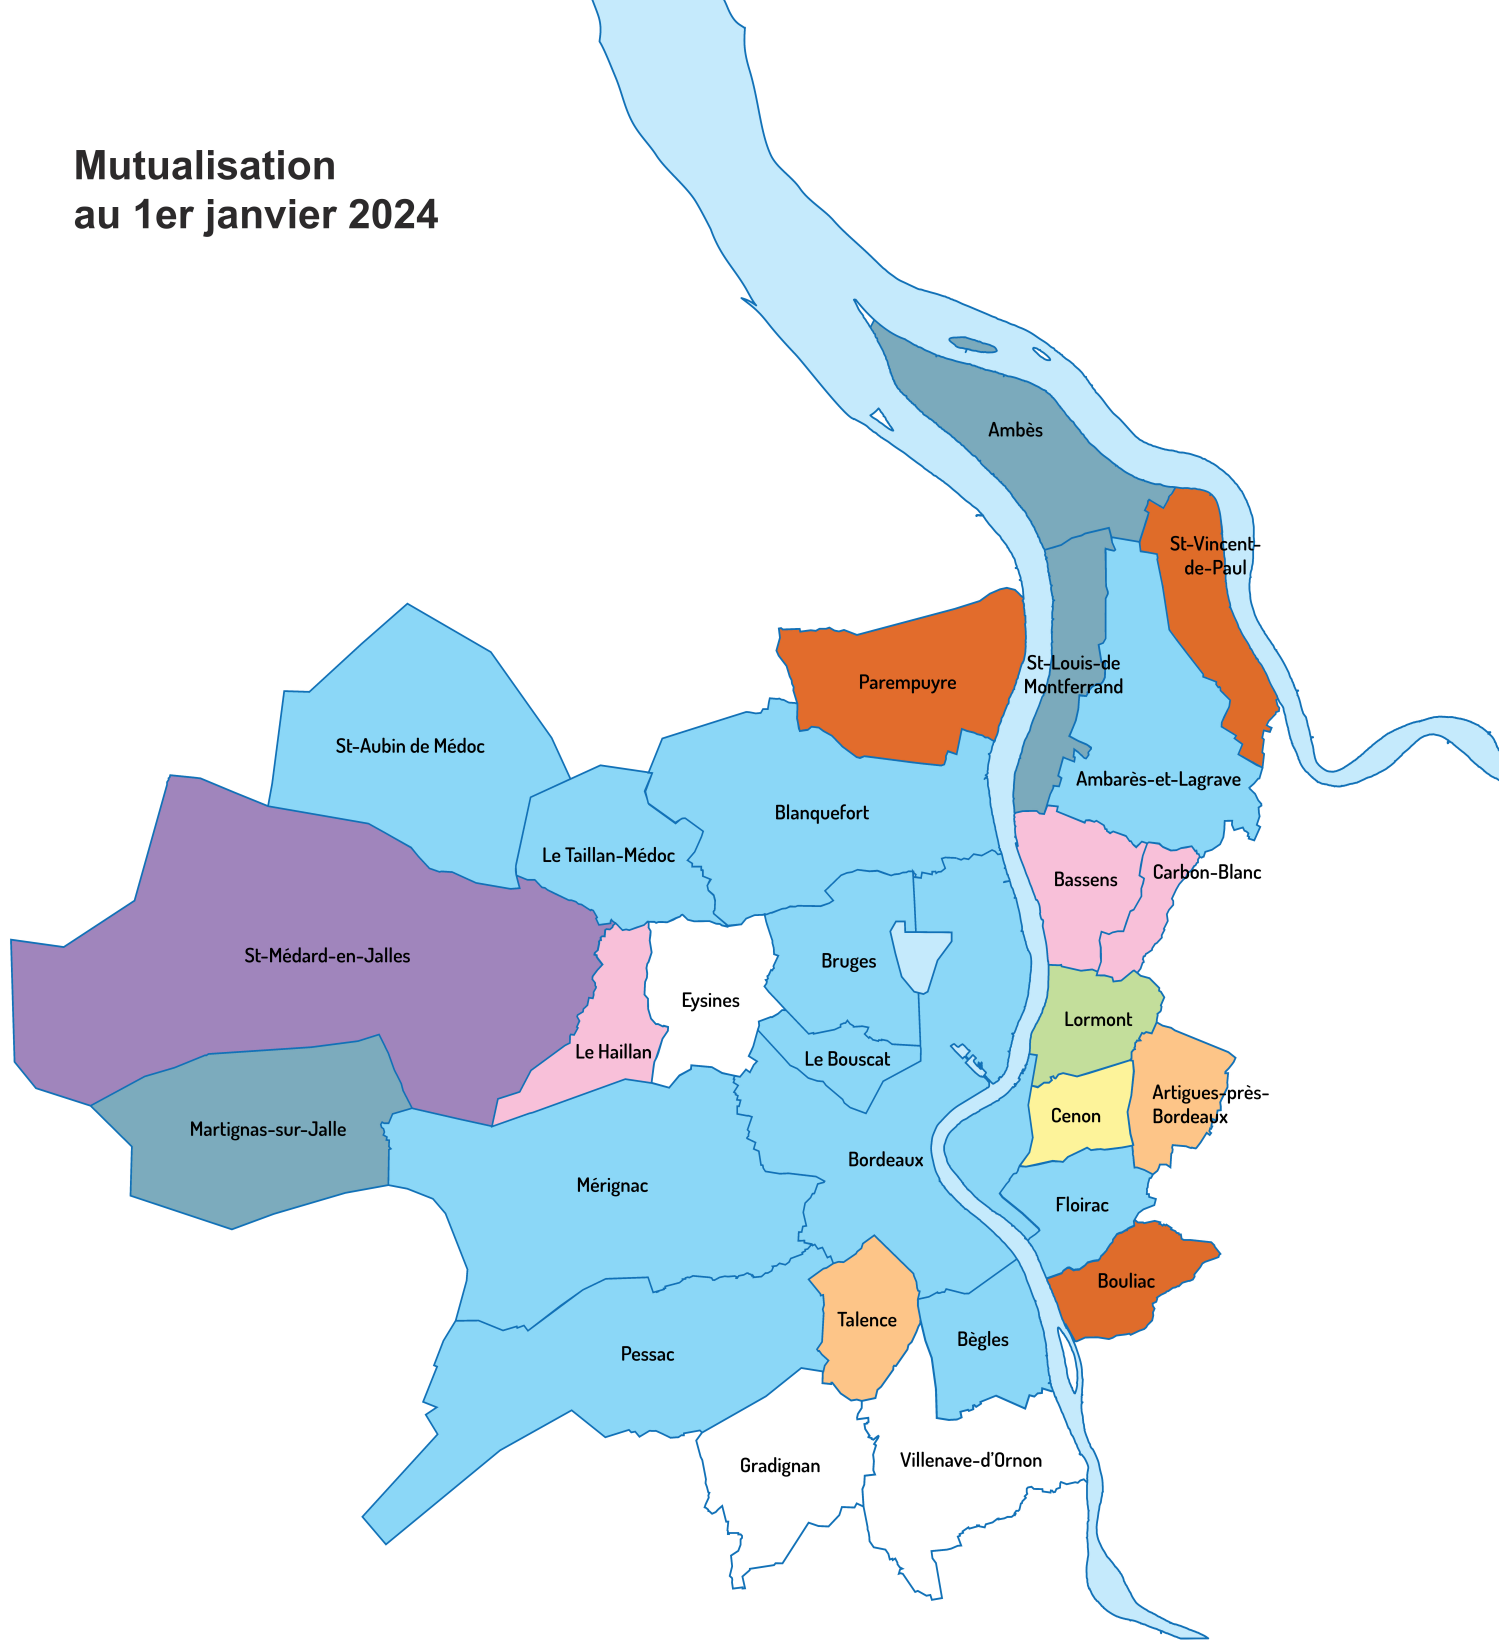 Mutualisation
au 1er janvier 2024
Ambès
St-Vincent-
de-Paul
St-Louis-de
Montferrand
Parempuyre
St-Aubin de Médoc
Ambarès-et-Lagrave
Blanquefort
Le Taillan-Médoc
Bassens
Carbon-Blanc
St-Médard-en-Jalles
Bruges
Eysines
Lormont
Le Haillan
Le Bouscat
Artigues-près-
Bordeaux
Cenon
Martignas-sur-Jalle
Bordeaux
Mérignac
Floirac
Bouliac
Talence
Bègles
Pessac
Villenave-d'Ornon
Gradignan